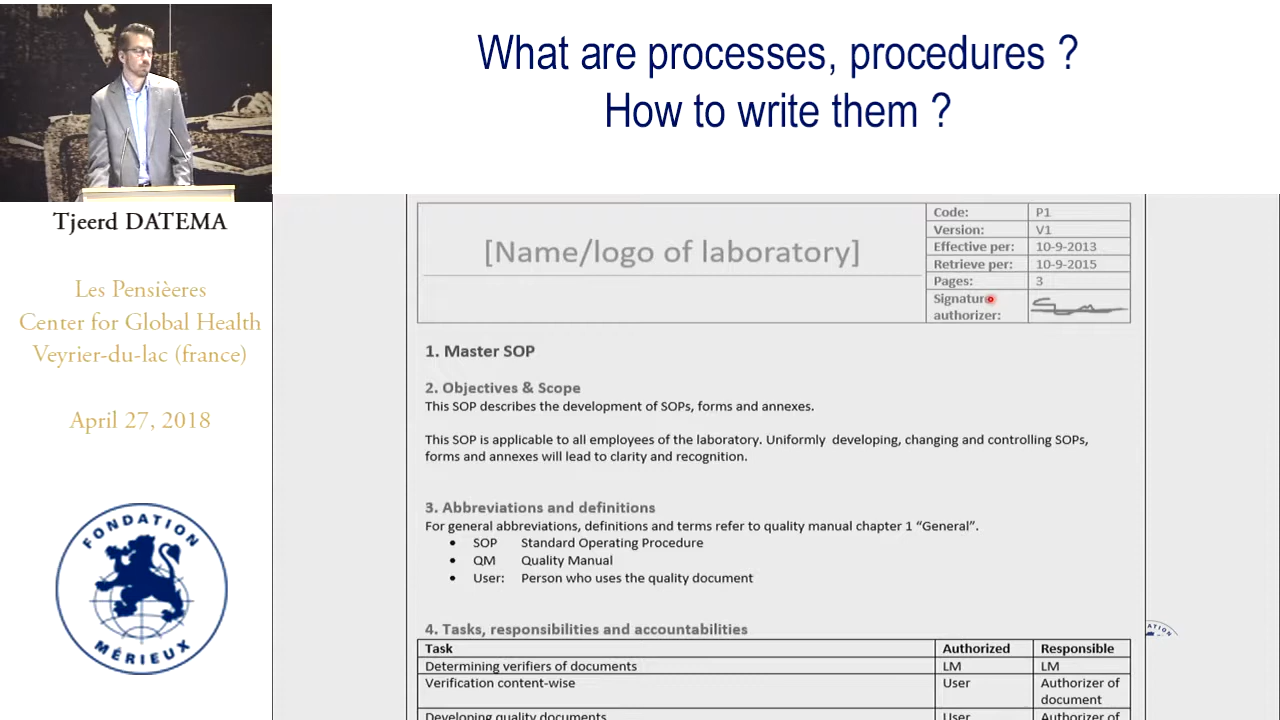 What are processes, procedures ?
How to write them ?
Tjeerd DATEMA
Les Pensièeres
Center for Global Health
Veyrier-du-lac (france)
April 27, 2018
FONDATION
MÉRIEUX
[Name/logo of laboratory]
Code: P1
Version: V1
Effective per: 10-9-2013
Retrieve per: 10-9-2015
Pages: 3
Signature
authorizer:
1. Master SOP
2. Objectives & Scope
This SOP describes the development of SOPs, forms and annexes.
This SOP is applicable to all employees of the laboratory. Uniformly developing, changing and controlling SOPs,
forms and annexes will lead to clarity and recognition.
3. Abbreviations and definitions
For general abbreviations, definitions and terms refer to quality manual chapter 1 “General”.
• SOP Standard Operating Procedure
• QM Quality Manual
• User: Person who uses the quality document
4. Tasks, responsibilities and accountabilities
Task Authorized Responsible
Determining verifiers of documents LM LM
Verification content-wise User Authorizer of
document
Developing quality documents User Authorizer of